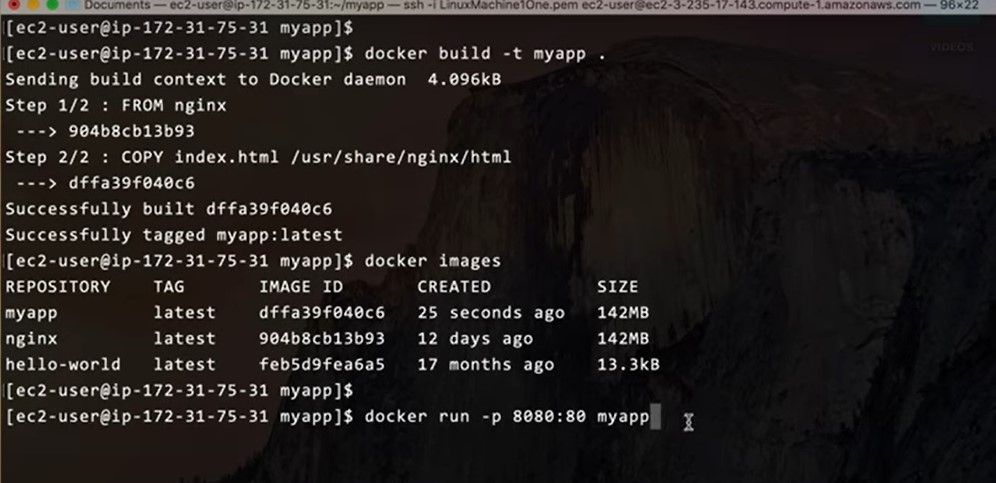 Documents — ec2-user@ip-172-31-75-31:~/myapp — ssh -i LinuxMachine1One.pem ec2-user@ec2-3-235-17-143.compute-1.amazonaws.com — 96×22
VIDEOS
[ec2-user@ip-172-31-75-31 myapp]$
[ec2-user@ip-172-31-75-31 myapp]$ docker build -t myapp .
Sending build context to Docker daemon  4.096kB
Step 1/2 : FROM nginx
 ---> 904b8cb13b93
Step 2/2 : COPY index.html /usr/share/nginx/html
 ---> dffa39f040c6
Successfully built dffa39f040c6
Successfully tagged myapp:latest
[ec2-user@ip-172-31-75-31 myapp]$ docker images
REPOSITORY    TAG       IMAGE ID       CREATED          SIZE
myapp         latest    dffa39f040c6   25 seconds ago   142MB
nginx         latest    904b8cb13b93   12 days ago      142MB
hello-world   latest    feb5d9fea6a5   17 months ago    13.3kB
[ec2-user@ip-172-31-75-31 myapp]$
[ec2-user@ip-172-31-75-31 myapp]$ docker run -p 8080:80 myapp